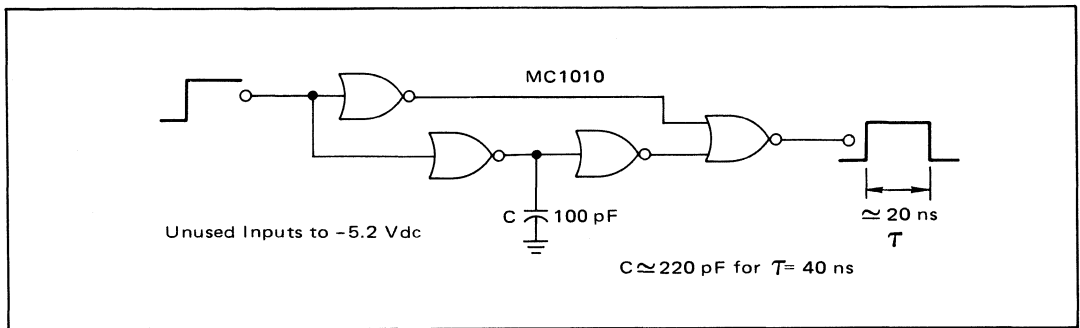 MC1010
C 100 pF
Unused Inputs to -5.2 Vdc
≃ 20 ns
τ
C≃220 pF for τ= 40 ns